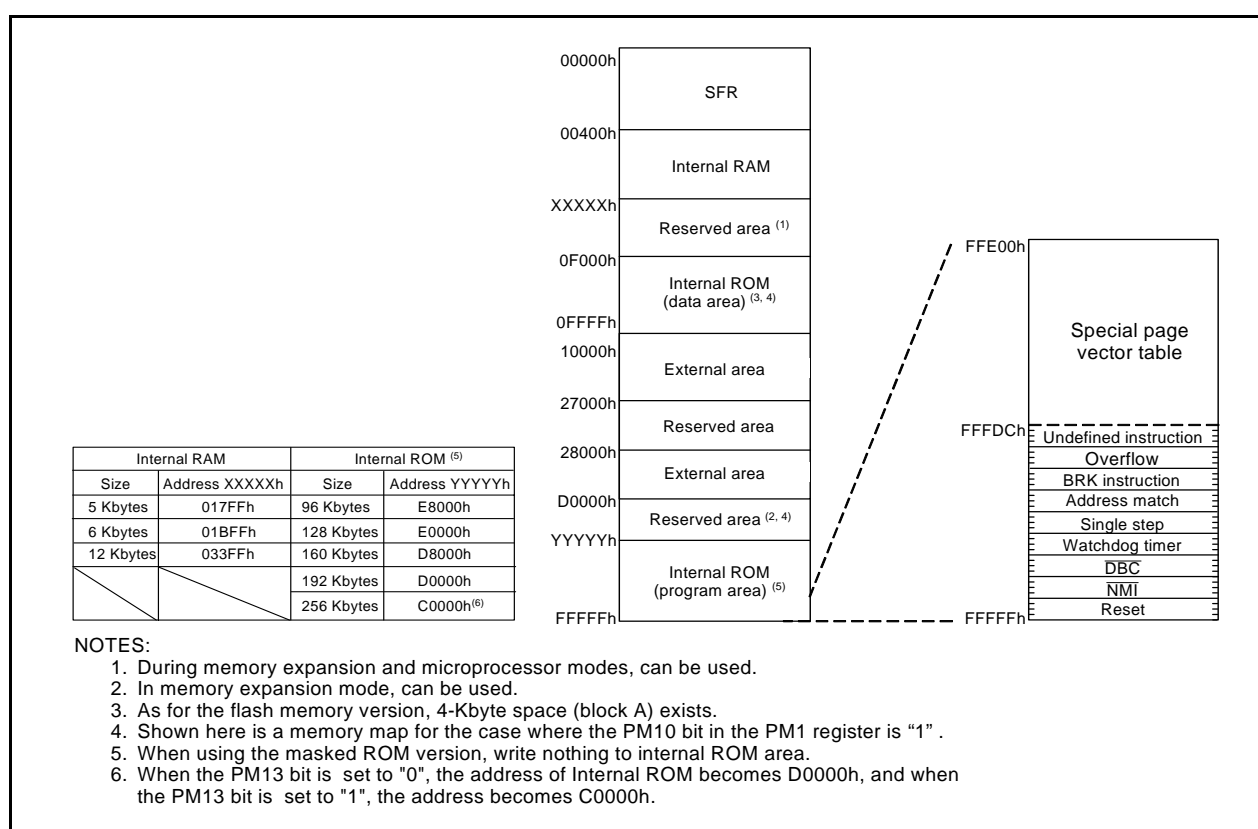 00000h
SFR
00400h
Internal RAM
XXXXXh
Reserved area (1)
0F000h
Internal ROM
(data area) (3, 4)
0FFFFh
10000h
External area
27000h
Reserved area
28000h
External area
D0000h
Reserved area (2, 4)
YYYYYh
Internal ROM
(program area) (5)
FFFFFh
FFE00h
Special page
vector table
FFFDCh
Undefined instruction
Overflow
BRK instruction
Address match
Single step
Watchdog timer
DBC
NMI
Reset
FFFFFh
Internal RAM Internal ROM (5)
Size Address XXXXXh Size Address YYYYYh
5 Kbytes 017FFh 96 Kbytes E8000h
6 Kbytes 01BFFh 128 Kbytes E0000h
12 Kbytes 033FFh 160 Kbytes D8000h
192 Kbytes D0000h
256 Kbytes C0000h(6)
NOTES:
1. During memory expansion and microprocessor modes, can be used.
2. In memory expansion mode, can be used.
3. As for the flash memory version, 4-Kbyte space (block A) exists.
4. Shown here is a memory map for the case where the PM10 bit in the PM1 register is “1” .
5. When using the masked ROM version, write nothing to internal ROM area.
6. When the PM13 bit is set to "0", the address of Internal ROM becomes D0000h, and when
the PM13 bit is set to "1", the address becomes C0000h.